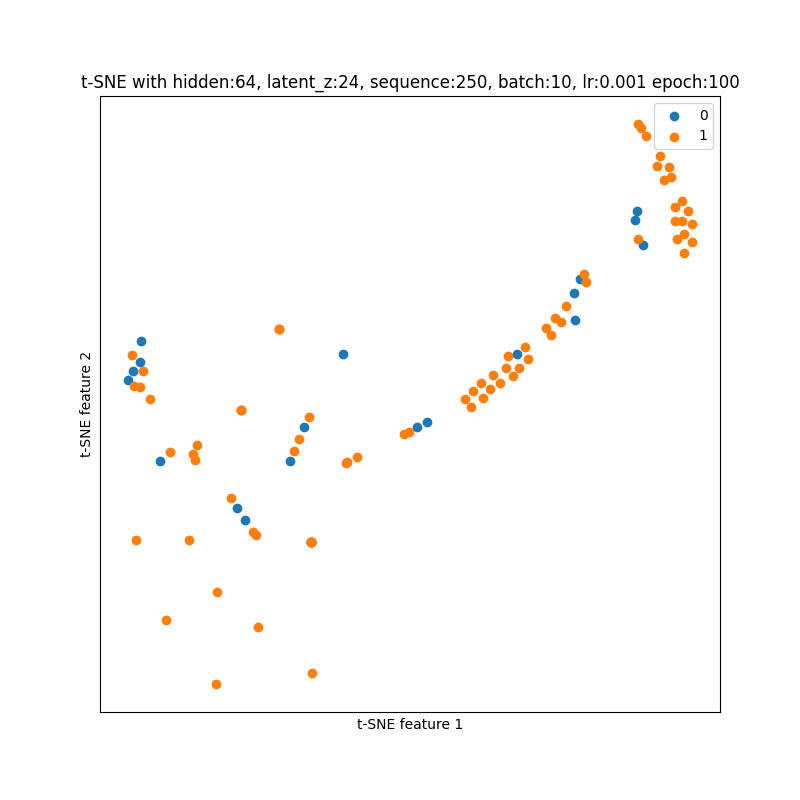 t-SNE with hidden:64, latent_z:24, sequence:250, batch:10, lr:0.001 epoch:100
0
1
t-SNE feature 2
t-SNE feature 1